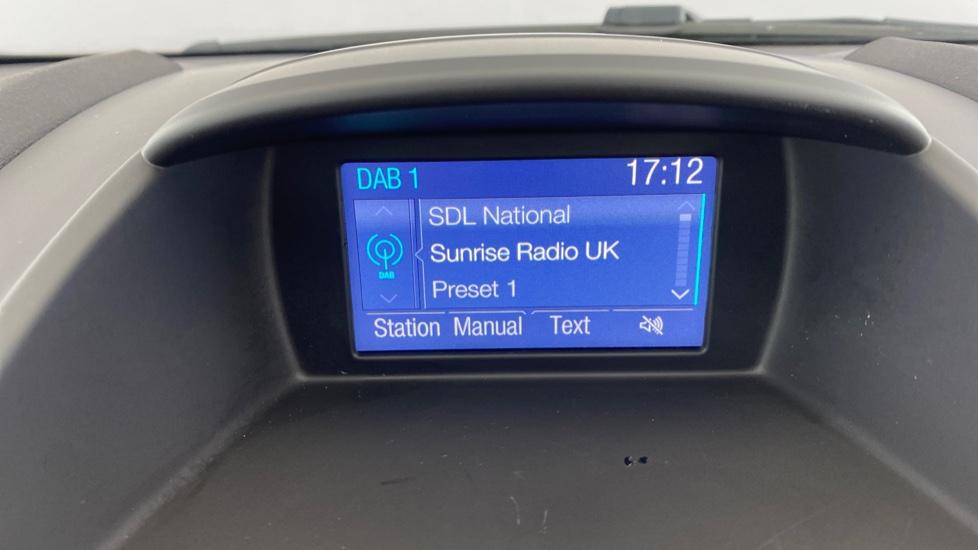 DAB 1 17:12
SDL National
Sunrise Radio UK
DAB
Preset 1
Station Manual Text